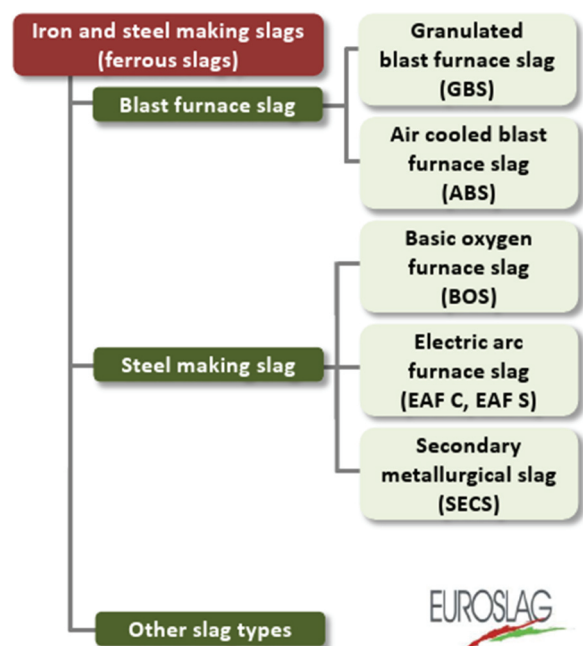 Iron and steel making slags
(ferrous slags)
Blast furnace slag
Granulated
blast furnace slag
(GBS)
Air cooled blast
furnace slag
(ABS)
Steel making slag
Basic oxygen
furnace slag
(BOS)
Electric arc
furnace slag
(EAF C, EAF S)
Secondary
metallurgical slag
(SECS)
Other slag types
EUROSLAG